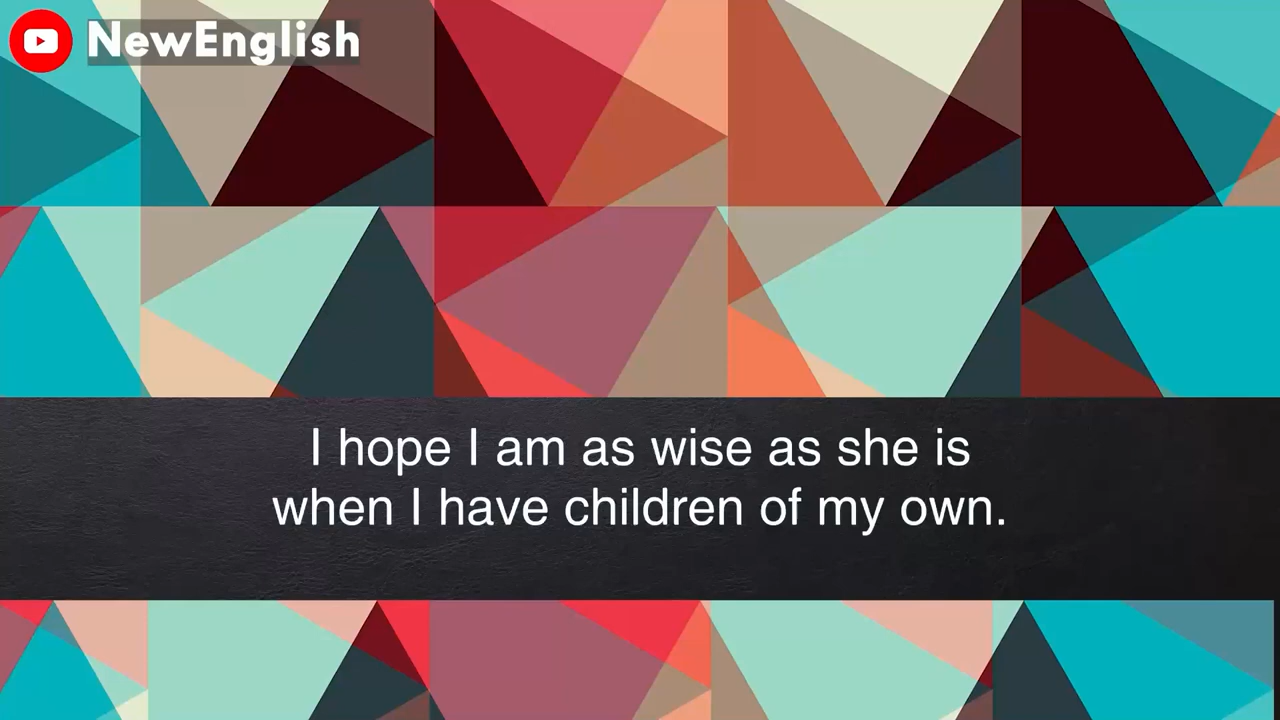 NewEnglish
I hope I am as wise as she is
when I have children of my own.